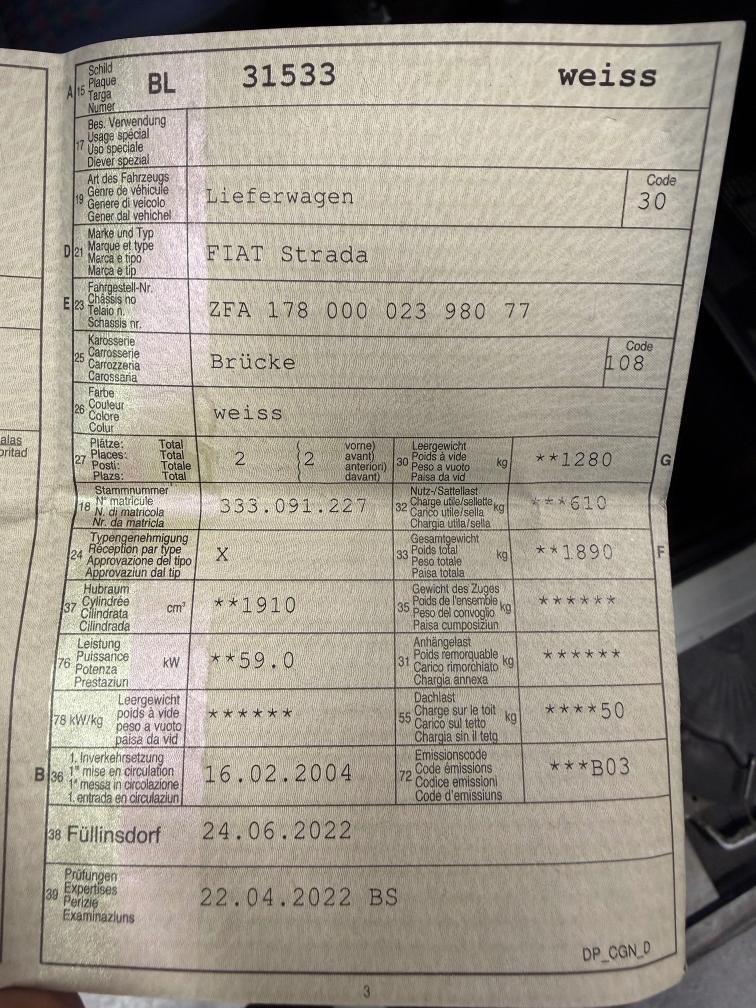 A 15 Schild Plaque Targa Numer BL 31533 weiss
17 Bes. Verwendung
Usage spécial
Uso speciale
Diever spezial
19 Art des Fahrzeugs
Genre de véhicule
Genere di veicolo
Gener dal vehichel
Lieferwagen
Code
30
D 21 Marke und Typ
Marque et type
Marca e tipo
Marca e tip
FIAT Strada
E 23 Fahrgestell-Nr.
Châssis no
Telaio n.
Schassis nr.
ZFA 178 000 023 980 77
25 Karosserie
Carrosserie
Carrozzeria
Carossaria
Brücke
Code
108
26 Farbe
Couleur
Colore
Colur
weiss
alas
oritad
27 Plätze: Total
Places: Total
Posti: Totale
Plazs: Total
2 (2 vorne)
avant)
anteriori)
davant)
30 Leergewicht
Poids à vide
Peso a vuoto
Paisa da vid
kg
**1280 G
18 Stammnummer
N° matricule
N. di matricola
Nr. da matricla
333.091.227
32 Nutz-/Sattellast
Charge utile/sellette
Carico utile/sella
Chargia utila/sella
kg
***610
24 Typengenehmigung
Réception par type
Approvazione del tipo
Approvaziun dal tip
X
33 Gesamtgewicht
Poids total
Peso totale
Paisa totala
kg
**1890 F
37 Hubraum
Cylindrée
Cilindrata
Cilindrada
cm³
**1910
35 Gewicht des Zuges
Poids de l'ensemble
Peso del convoglio
Paisa cumposiziun
kg
******
76 Leistung
Puissance
Potenza
Prestaziun
kW
**59.0
31 Anhängelast
Poids remorquable
Carico rimorchiato
Chargia annexa
kg
******
78 kW/kg Leergewicht
poids à vide
peso a vuoto
paisa da vid
******
55 Dachlast
Charge sur le toit
Carico sul tetto
Chargia sin il tetg
kg
****50
B 36 1. Inverkehrsetzung
1re mise en circulation
1a messa in circolazione
1. entrada en circulaziun
16.02.2004
72 Emissionscode
Code émissions
Codice emissioni
Code d'emissiuns
***B03
38 Füllinsdorf 24.06.2022
39 Prüfungen
Expertises
Perizie
Examinaziuns
22.04.2022 BS
DP_CGN_D
3